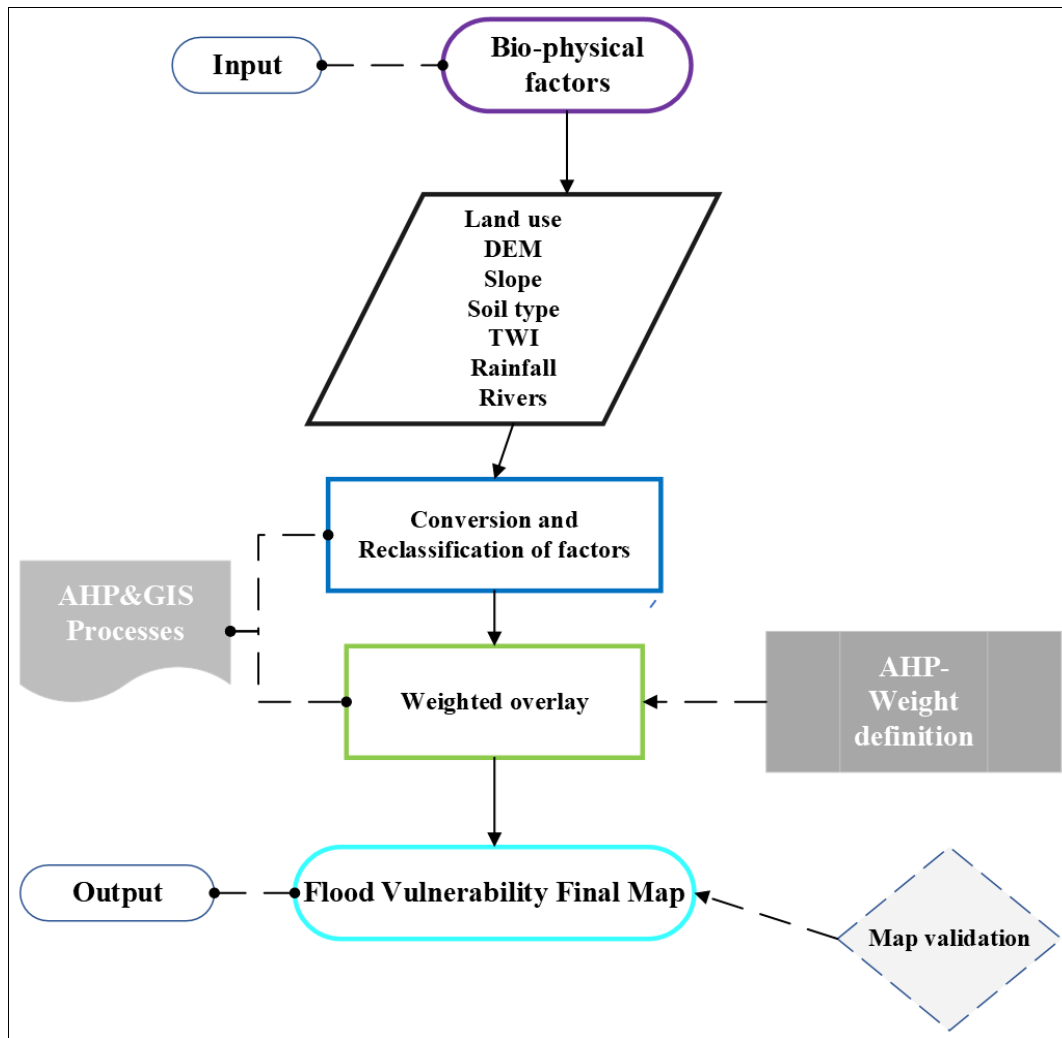 Input
Bio-physical
factors
Land use
DEM
Slope
Soil type
TWI
Rainfall
Rivers
Conversion and
Reclassification of factors
AHP&GIS
Processes
Weighted overlay
AHP-
Weight
definition
Output
Flood Vulnerability Final Map
Map validation